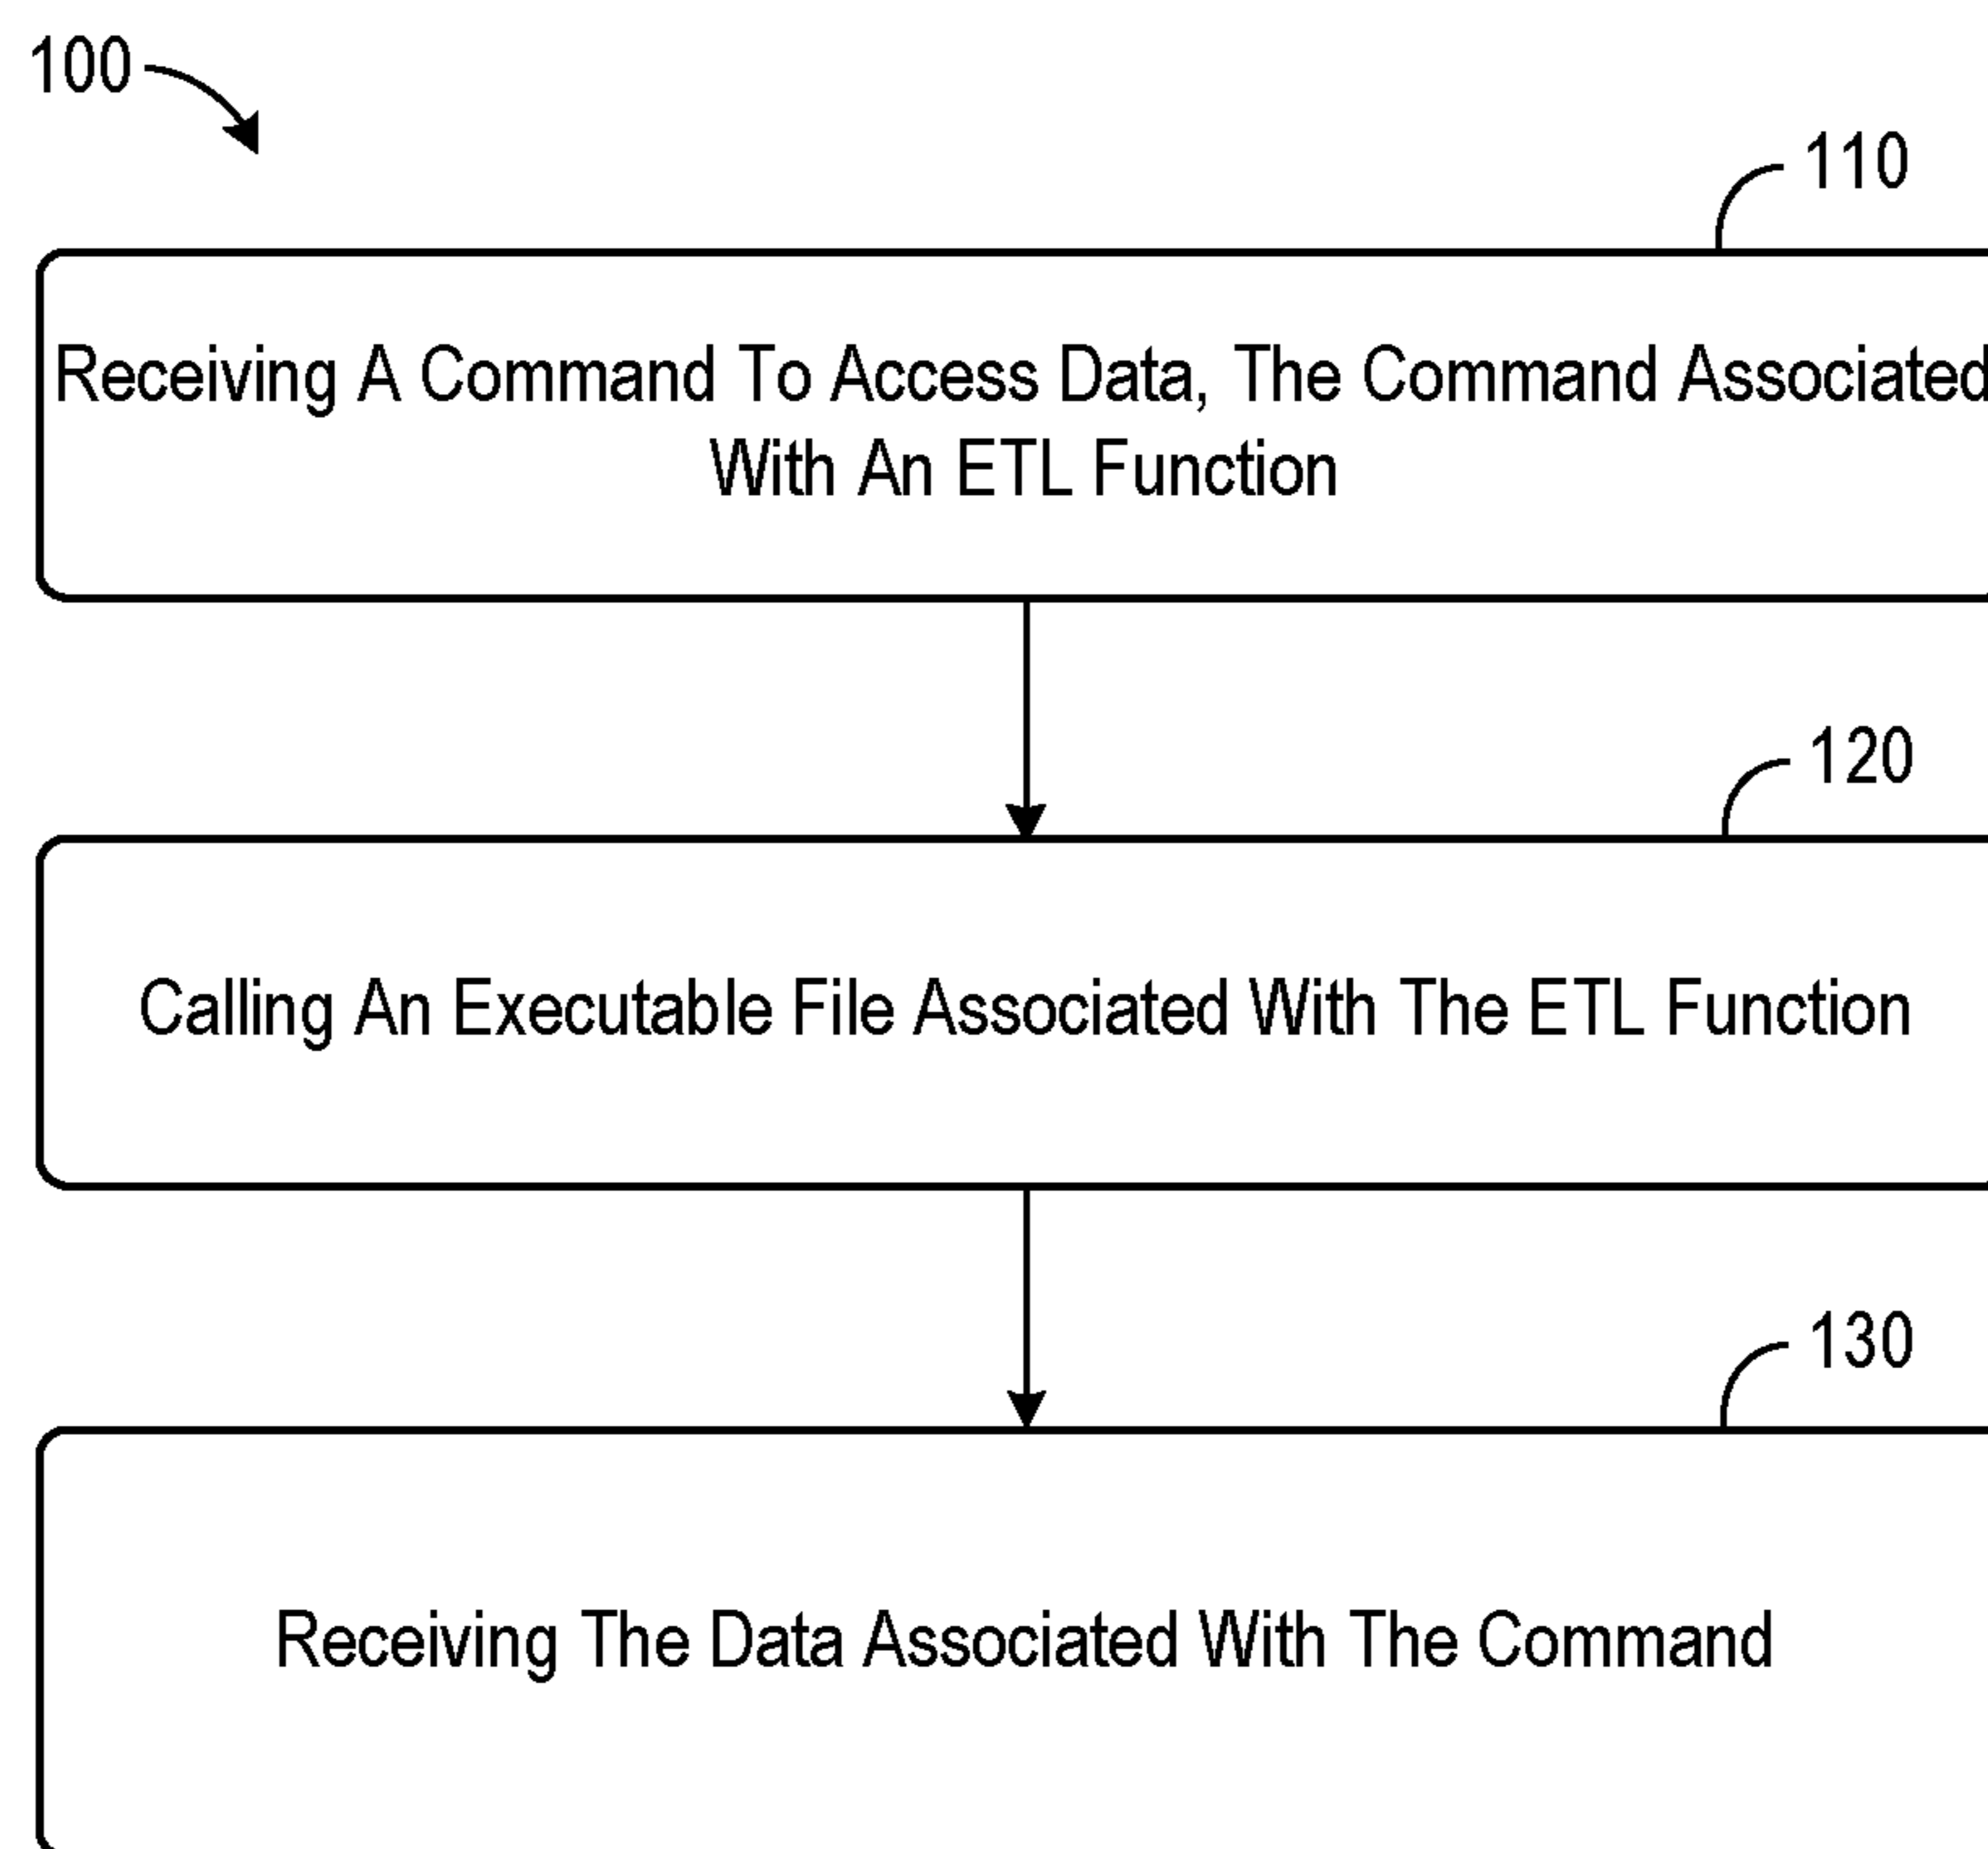 100
110
Receiving A Command To Access Data, The Command Associated
With An ETL Function
120
Calling An Executable File Associated With The ETL Function
130
Receiving The Data Associated With The Command